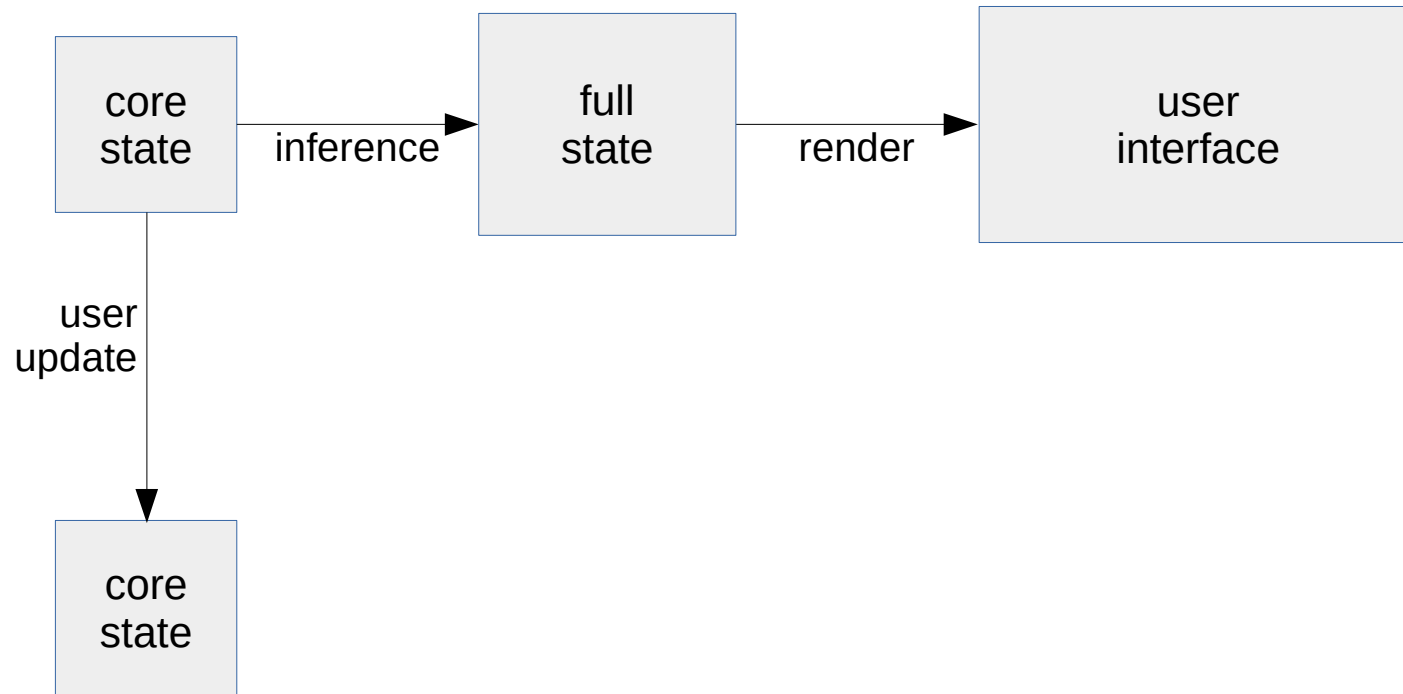 core
state
inference
full
state
render
user
interface
user
update
core
state